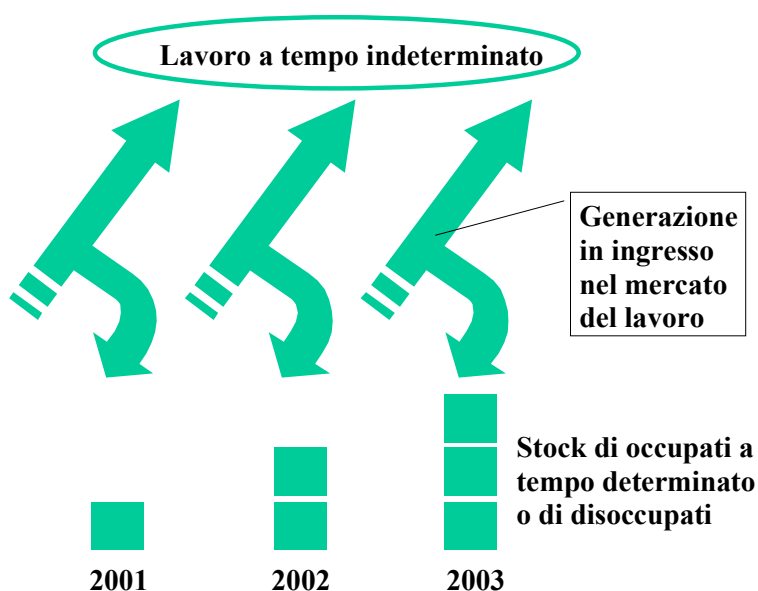 Lavoro a tempo indeterminato
Generazione
in ingresso
nel mercato
del lavoro
Stock di occupati a
tempo determinato
o di disoccupati
2001
2002
2003